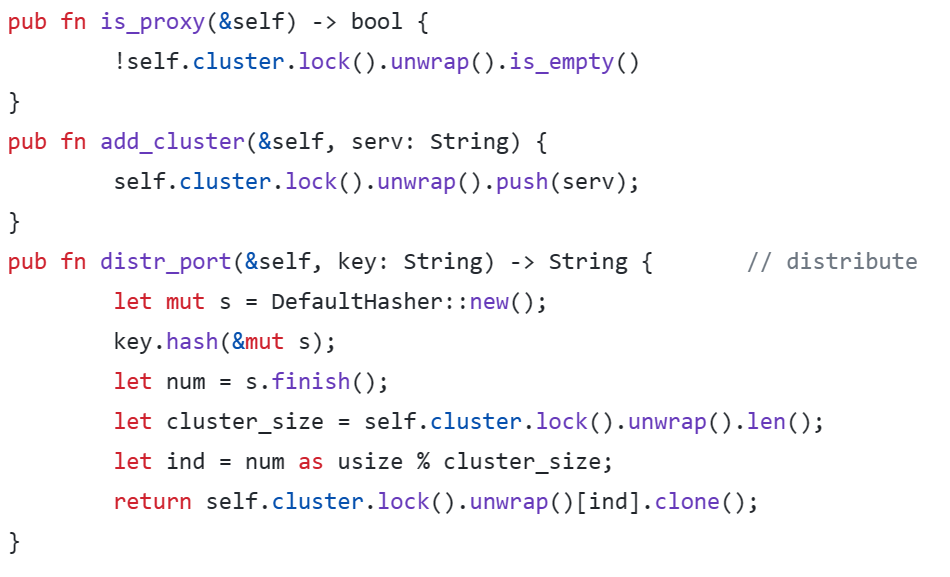 pub fn is_proxy(&self) -> bool {
        !self.cluster.lock().unwrap().is_empty()
}
pub fn add_cluster(&self, serv: String) {
        self.cluster.lock().unwrap().push(serv);
}
pub fn distr_port(&self, key: String) -> String {       // distribute
        let mut s = DefaultHasher::new();
        key.hash(&mut s);
        let num = s.finish();
        let cluster_size = self.cluster.lock().unwrap().len();
        let ind = num as usize % cluster_size;
        return self.cluster.lock().unwrap()[ind].clone();
}